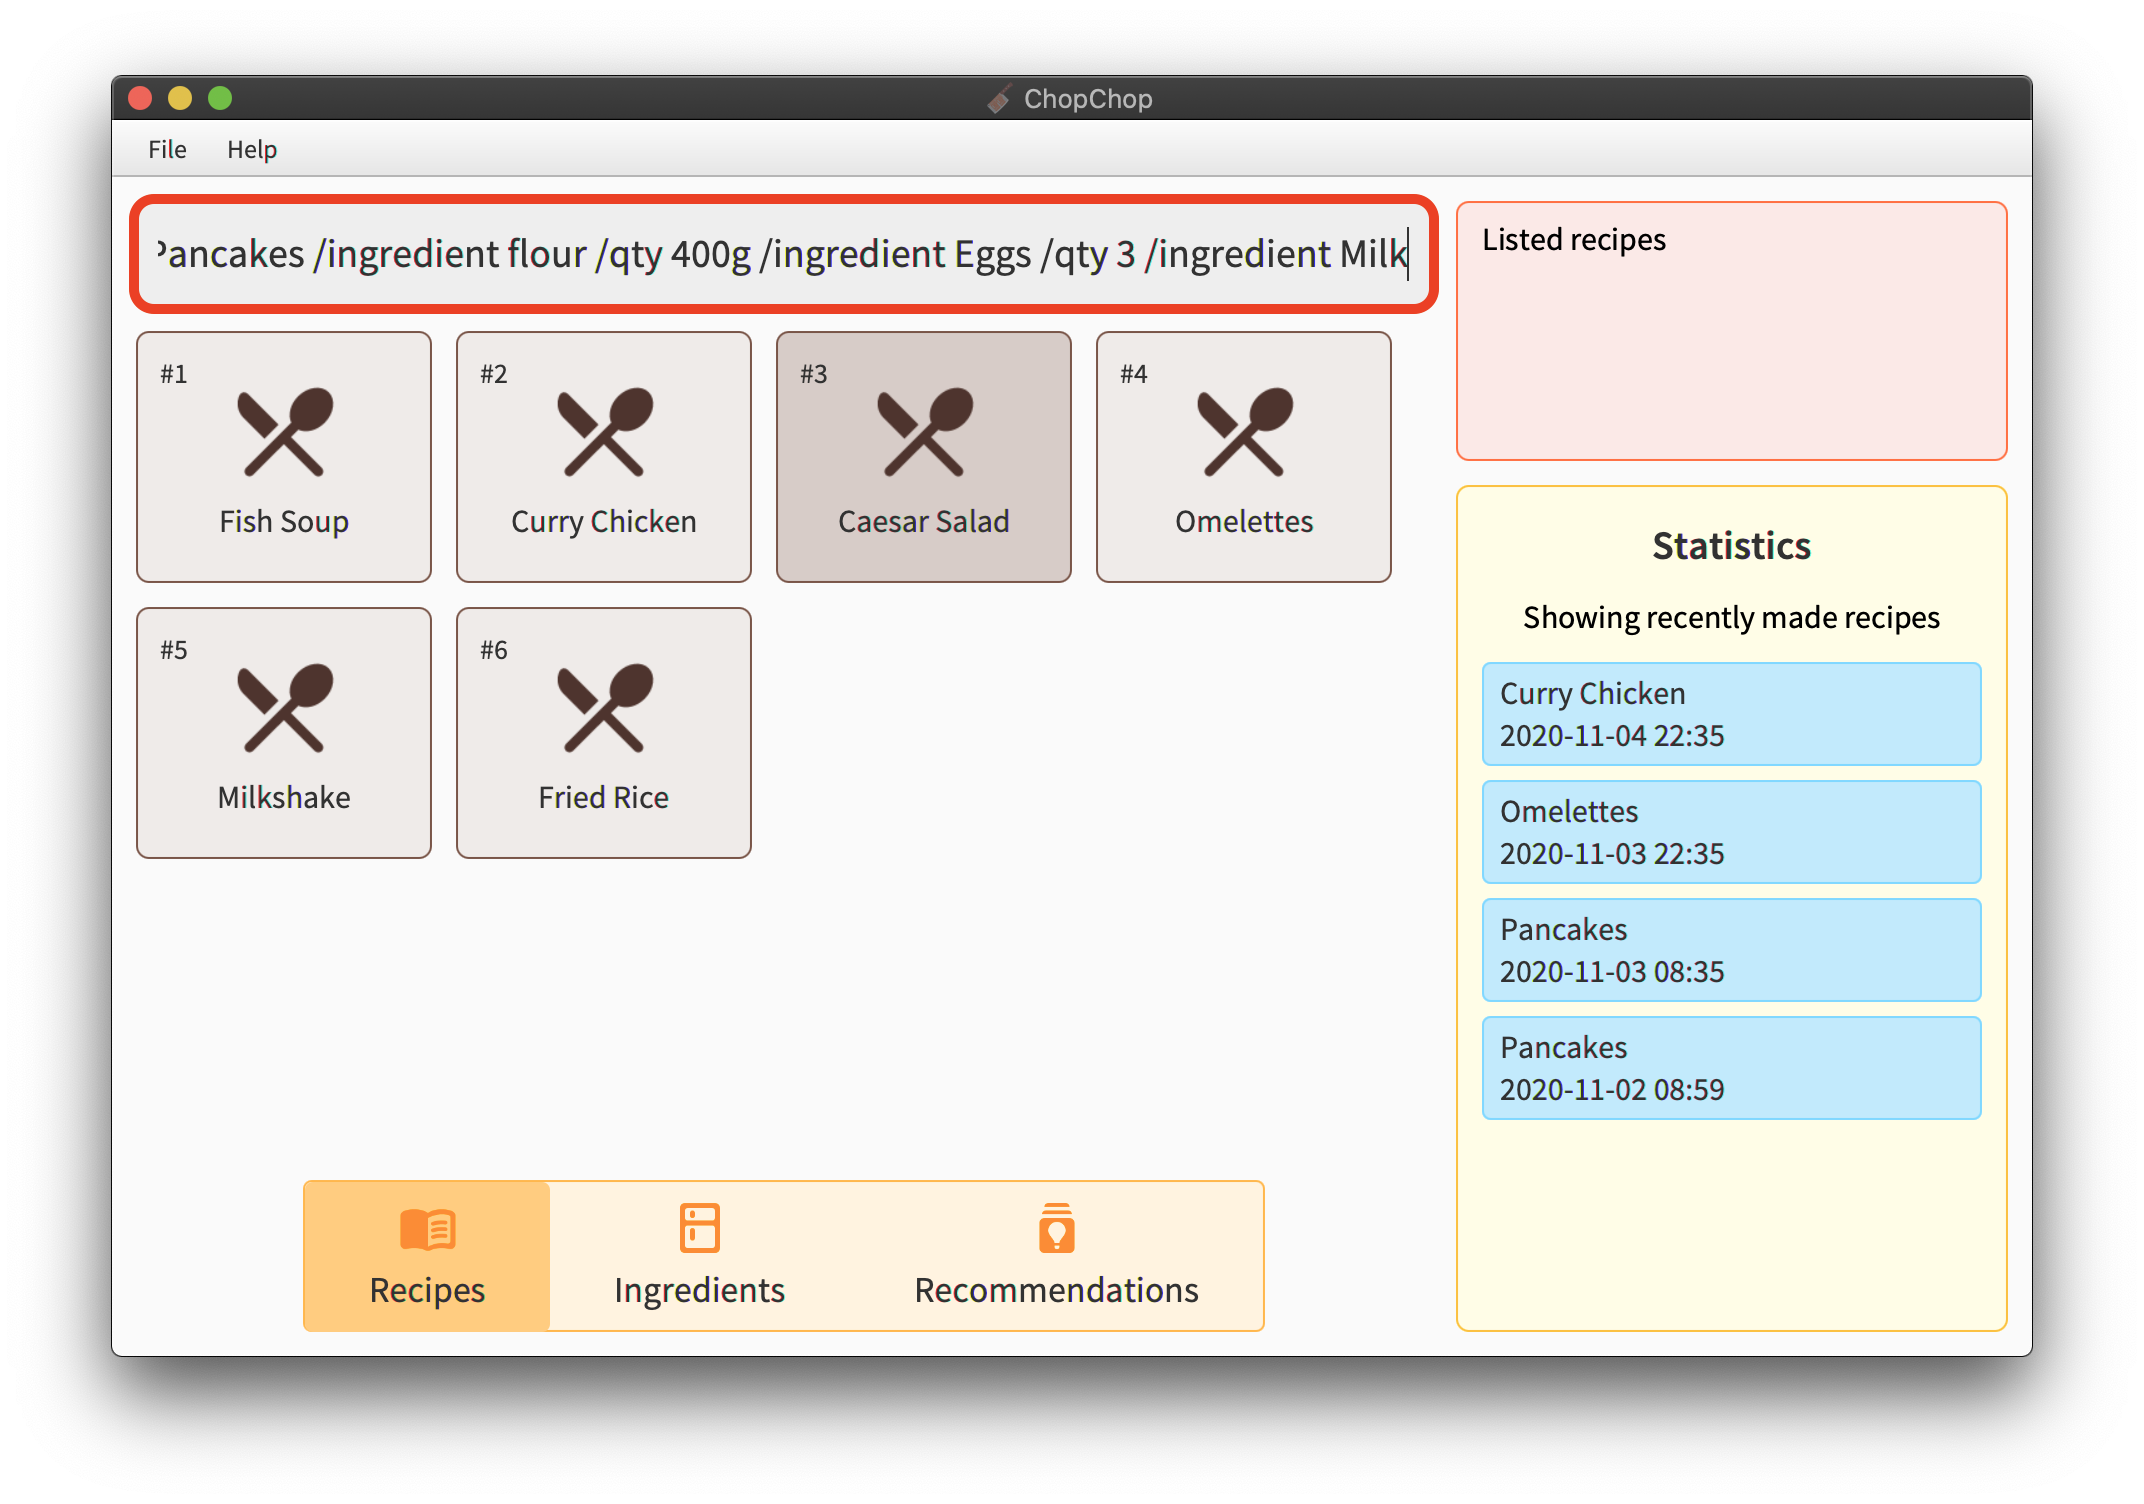 ChopChop
File Help
Pancakes /ingredient flour /qty 400g /ingredient Eggs /qty 3 /ingredient Milk
#1
Fish Soup
#2
Curry Chicken
#3
Caesar Salad
#4
Omelettes
#5
Milkshake
#6
Fried Rice
Recipes
Ingredients
Recommendations
Listed recipes
Statistics
Showing recently made recipes
Curry Chicken
2020-11-04 22:35
Omelettes
2020-11-03 22:35
Pancakes
2020-11-03 08:35
Pancakes
2020-11-02 08:59